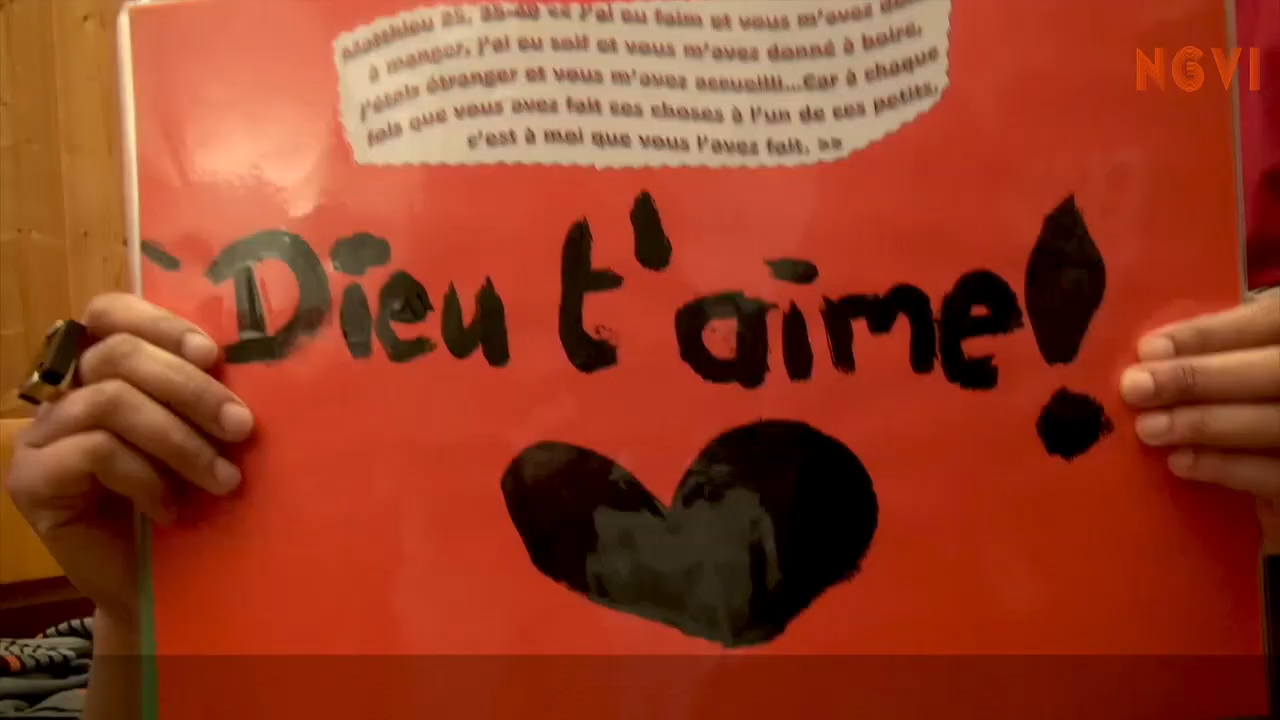 Matthieu 25, 35-40 «« J'ai eu faim et vous m'avez
à manger, j'ai eu soif et vous m'avez donné à boire,
j'étais étranger et vous m'avez accueilli...Car à chaque
fois que vous avez fait ces choses à l'un de ces petits,
c'est à moi que vous l'avez fait. »»
NGVI
Dieu t'aime!